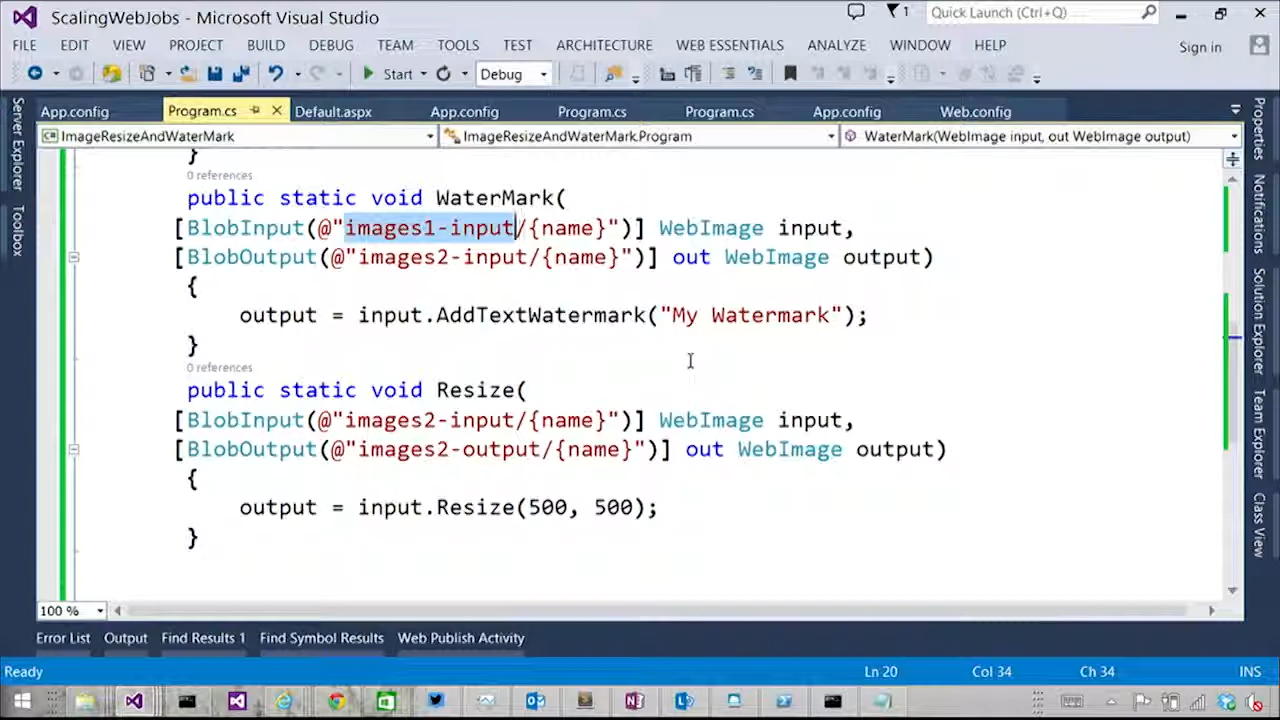 ScalingWebJobs - Microsoft Visual Studio
1
Quick Launch (Ctrl+Q)
FILE EDIT VIEW PROJECT BUILD DEBUG TEAM TOOLS TEST ARCHITECTURE WEB ESSENTIALS ANALYZE WINDOW HELP
Sign in
Start Debug
App.config Program.cs Default.aspx App.config Program.cs Program.cs App.config Web.config
ImageResizeAndWaterMark ImageResizeAndWaterMark.Program WaterMark(WebImage input, out WebImage output)
Server Explorer
Toolbox
}
0 references
public static void WaterMark(
[BlobInput(@"images1-input/{name}")] WebImage input,
[BlobOutput(@"images2-input/{name}")] out WebImage output)
{
output = input.AddTextWatermark("My Watermark");
}
0 references
public static void Resize(
[BlobInput(@"images2-input/{name}")] WebImage input,
[BlobOutput(@"images2-output/{name}")] out WebImage output)
{
output = input.Resize(500, 500);
}
Properties
Notifications
Solution Explorer
Team Explorer
Class View
100 %
Error List Output Find Results 1 Find Symbol Results Web Publish Activity
Ready Ln 20 Col 34 Ch 34 INS